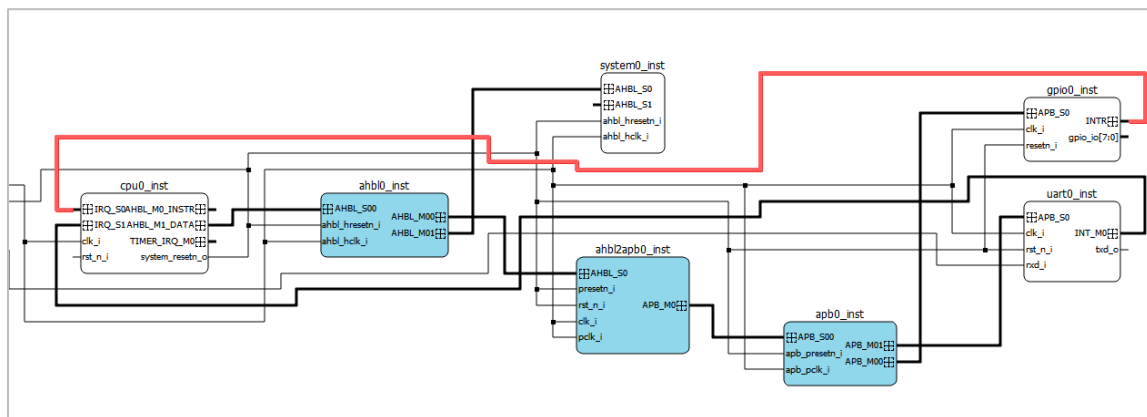 system0_inst
AHBL_S0
AHBL_S1
ahbl_hresetn_i
ahbl_hclk_i
gpio0_inst
APB_S0
INTR
clk_i
gpio_io[7:0]
resetn_i
cpu0_inst
IRQ_S0 AHBL_M0_INSTR
IRQ_S1 AHBL_M1_DATA
clk_i TIMER_IRQ_M0
rst_n_i system_resetn_o
ahbl0_inst
AHBL_S00
AHBL_M00
ahbl_hresetn_i
AHBL_M01
ahbl_hclk_i
uart0_inst
APB_S0
clk_i INT_M0
rst_n_i txd_o
rxd_i
ahbl2apb0_inst
AHBL_S0
presetn_i
rst_n_i APB_M0
clk_i
pclk_i
apb0_inst
APB_S00
APB_M01
apb_presetn_i
APB_M00
apb_pclk_i